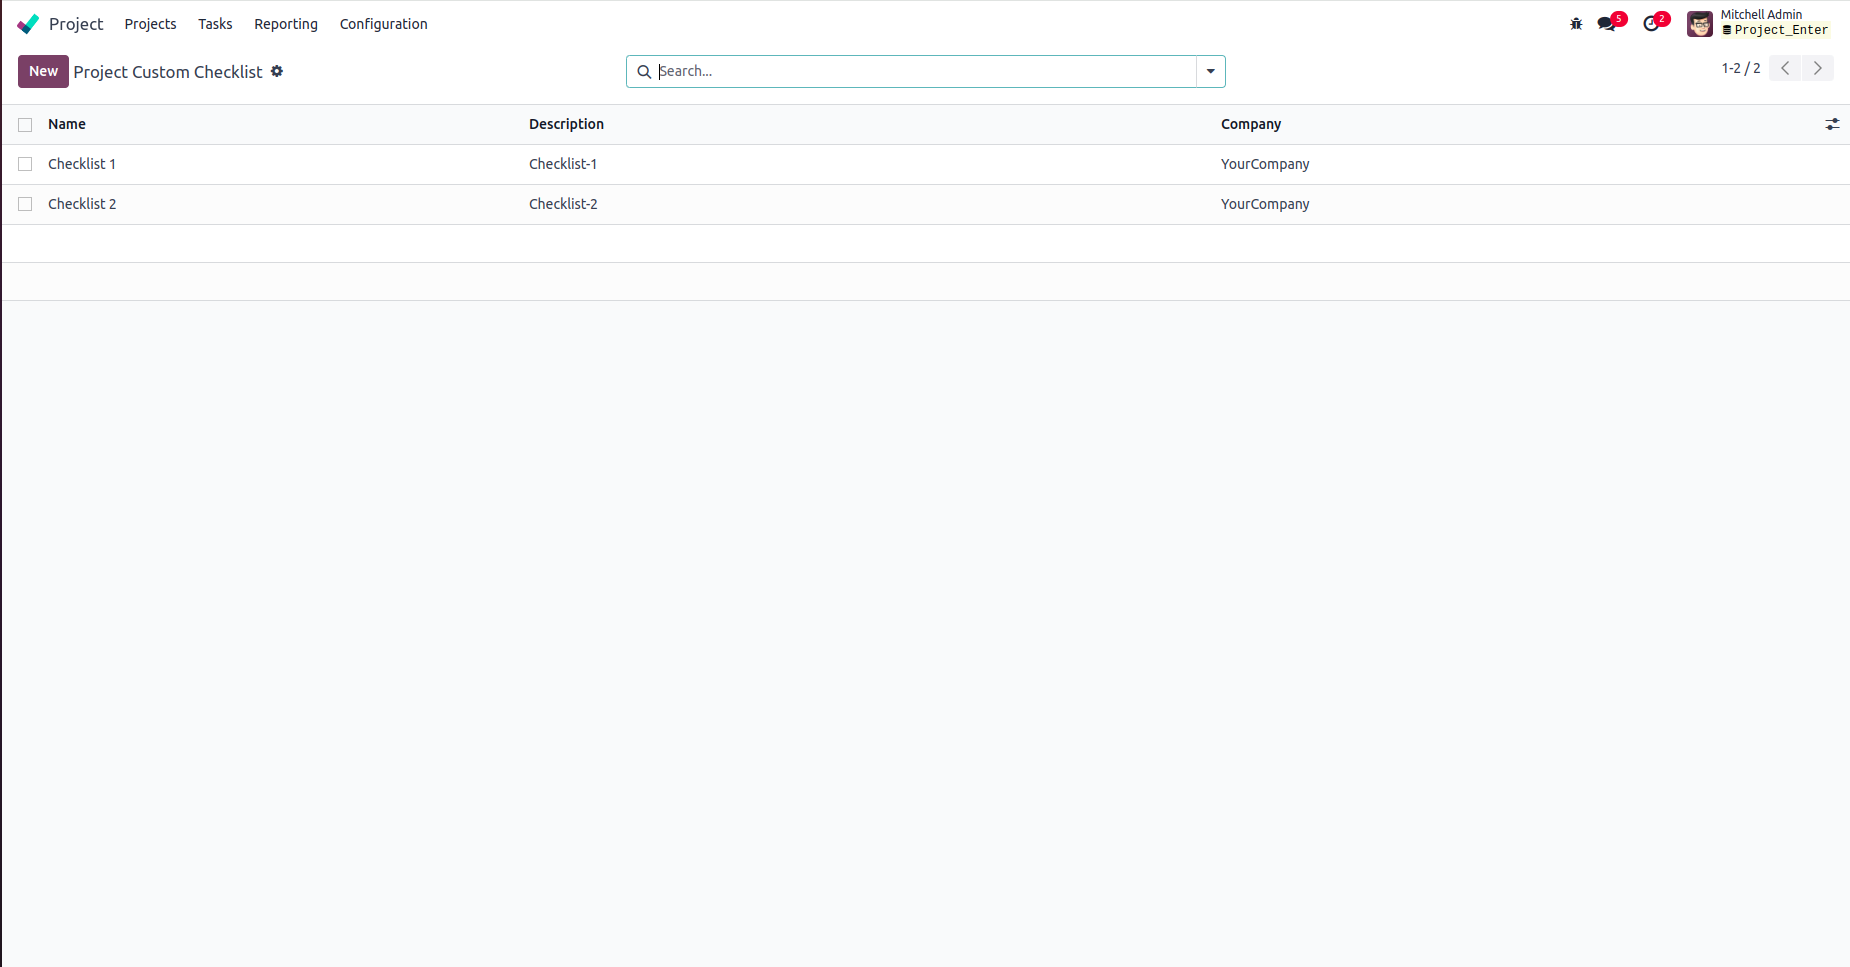 Project Projects Tasks Reporting Configuration 5 2 Mitchell Admin
Project_Enter
New Project Custom Checklist Search... 1-2 / 2
Name Description Company
Checklist 1 Checklist-1 YourCompany
Checklist 2 Checklist-2 YourCompany